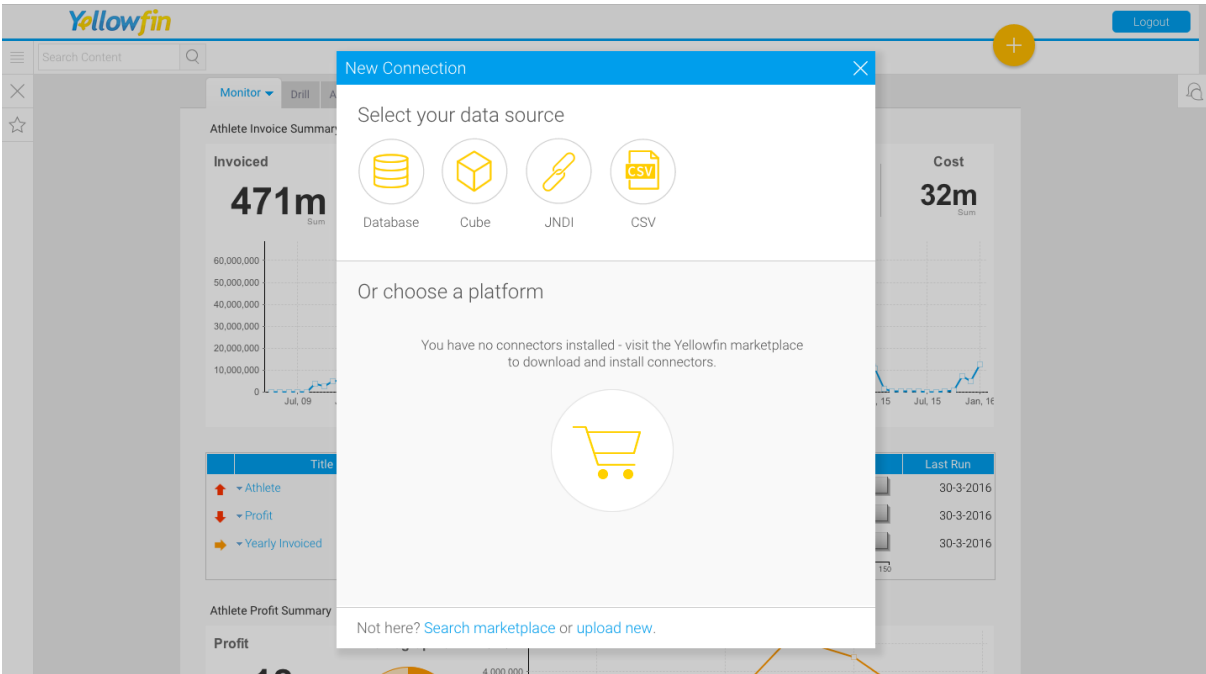 Yellowfin
Logout
Search Content
+
New Connection
Monitor
Drill
A
Select your data source
Athlete Invoice Summary
Invoiced
471m
Sum
CSV
Database
Cube
JNDI
CSV
Cost
32m
Sum
60,000,000
50,000,000
40,000,000
30,000,000
20,000,000
10,000,000
0
Jul, 09
15
Jul, 15
Jan, 16
Or choose a platform
You have no connectors installed - visit the Yellowfin marketplace
to download and install connectors.
Title
Last Run
Athlete
30-3-2016
Profit
30-3-2016
Yearly Invoiced
30-3-2016
150
Athlete Profit Summary
Not here? Search marketplace or upload new.
Profit
4,000,000